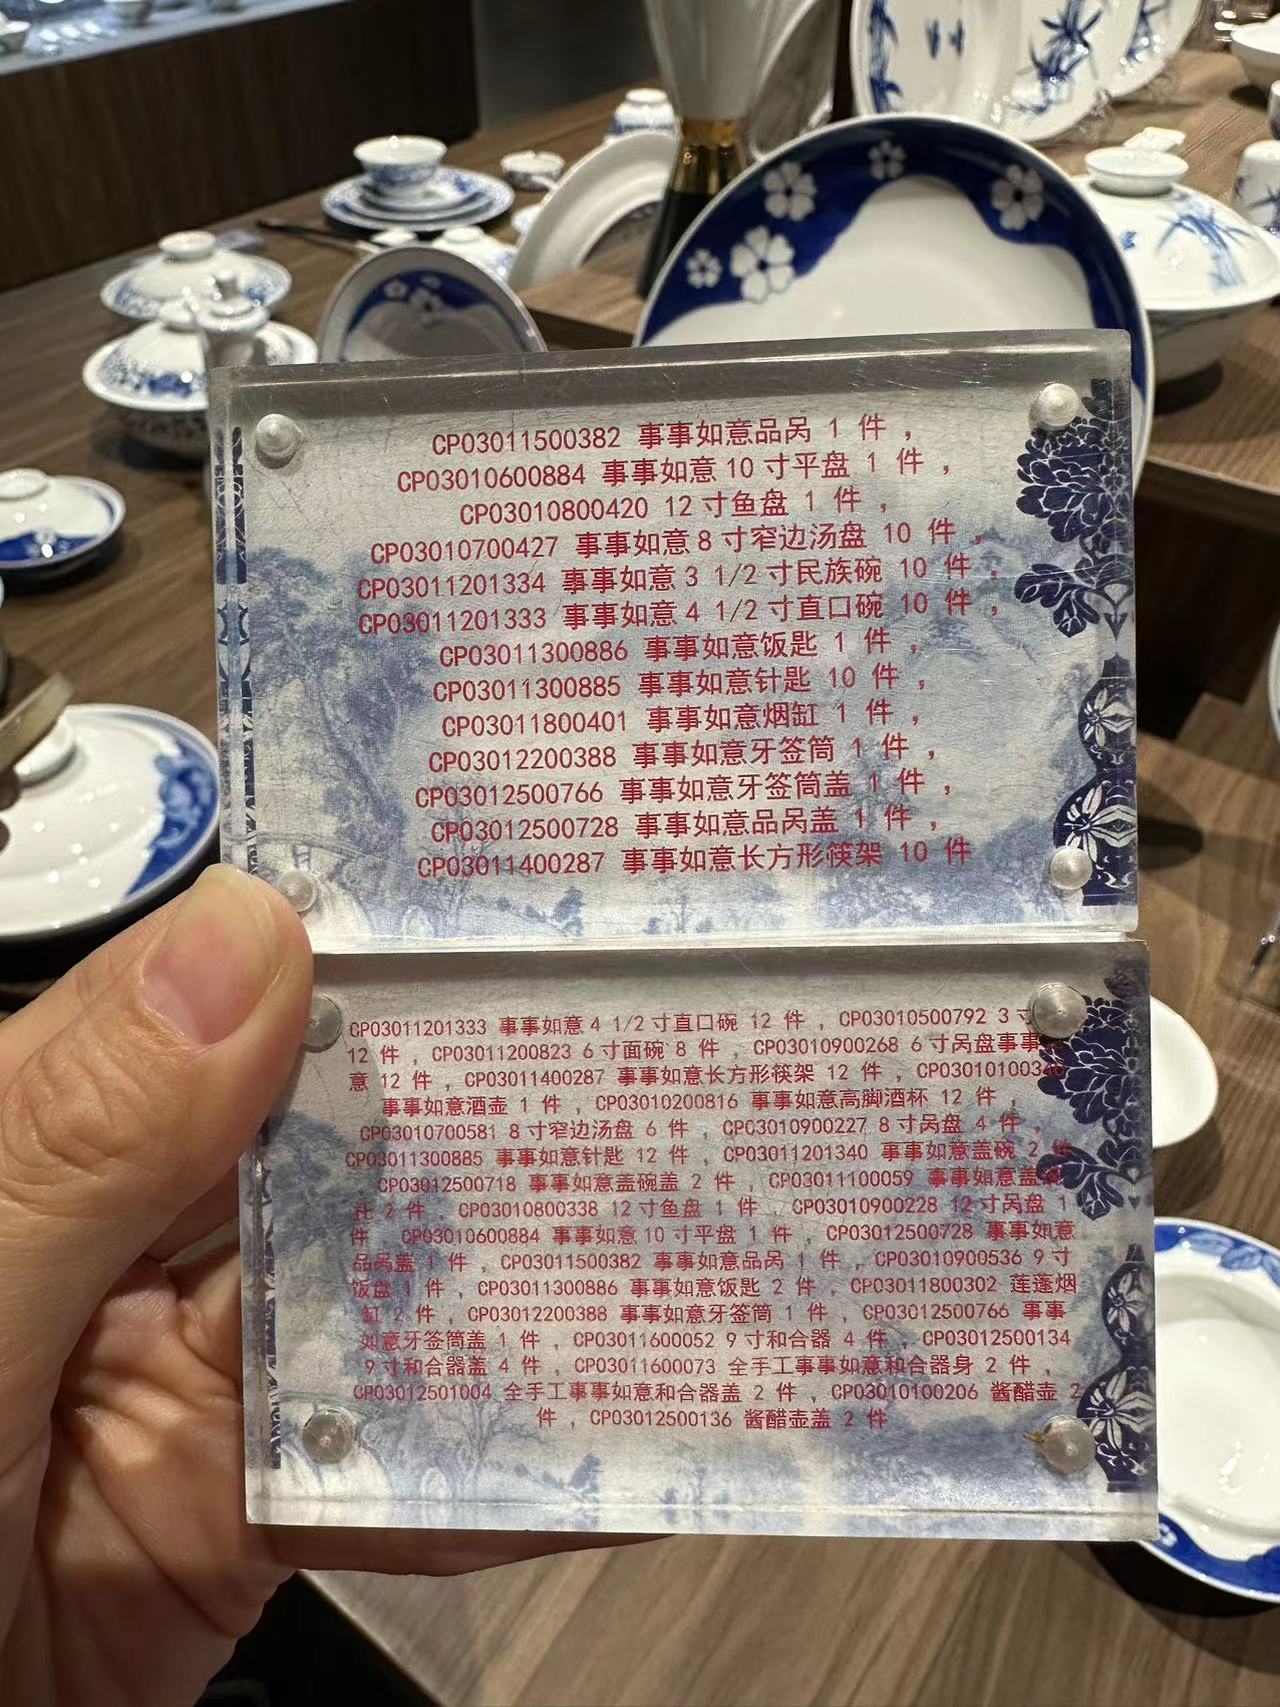 CP03011500382 事事如意品呙 1 件，
CP03010600884 事事如意 10 寸平盘 1 件，
CP03010800420 12 寸鱼盘 1 件，
CP03010700427 事事如意 8 寸窄边汤盘 10 件，
CP03011201334 事事如意 3 1/2 寸民族碗 10 件，
CP03011201333 事事如意 4 1/2 寸直口碗 10 件，
CP03011300886 事事如意饭匙 1 件，
CP03011300885 事事如意针匙 10 件，
CP03011800401 事事如意烟缸 1 件，
CP03012200388 事事如意牙签筒 1 件，
CP03012500766 事事如意牙签筒盖 1 件，
CP03012500728 事事如意品呙盖 1 件，
CP03011400287 事事如意长方形筷架 10 件
CP03011201333 事事如意 4 1/2 寸直口碗 12 件，CP03010500792 3 寸
12 件，CP03011200823 6 寸面碗 8 件，CP03010900268 6 寸呙盘事事
意 12 件，CP03011400287 事事如意长方形筷架 12 件，CP03010100340
事事如意酒壶 1 件，CP03010200816 事事如意高脚酒杯 12 件，
CP03010700581 8 寸窄边汤盘 6 件，CP03010900227 8 寸呙盘 4 件，
CP03011300885 事事如意针匙 12 件，CP03011201340 事事如意盖碗 2 件
，CP03012500718 事事如意盖碗盖 2 件，CP03011100059 事事如意盖碗
托 2 件，CP03010800338 12 寸鱼盘 1 件，CP03010900228 12 寸呙盘 1
件，CP03010600884 事事如意 10 寸平盘 1 件，CP03012500728 事事如意
品呙盖 1 件，CP03011500382 事事如意品呙 1 件，CP03010900536 9 寸
饭盘 1 件，CP03011300886 事事如意饭匙 2 件，CP03011800302 莲蓬烟
缸 2 件，CP03012200388 事事如意牙签筒 1 件，CP03012500766 事事
如意牙签筒盖 1 件，CP03011600052 9 寸和合器 4 件，CP03012500134
9 寸和合器盖 4 件，CP03011600073 全手工事事如意和合器身 2 件，
CP03012501004 全手工事事如意和合器盖 2 件，CP03010100206 酱醋壶 2
件，CP03012500136 酱醋壶盖 2 件